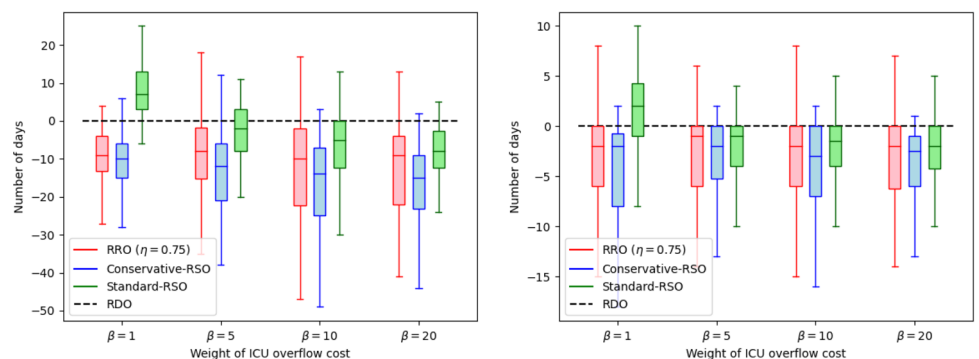 20
10
0
−10
−20
−30
−40
−50
Number of days
RRO (η = 0.75)
Conservative-RSO
Standard-RSO
RDO
β = 1
β = 5
β = 10
β = 20
Weight of ICU overflow cost
10
5
0
−5
−10
−15
Number of days
RRO (η = 0.75)
Conservative-RSO
Standard-RSO
RDO
β = 1
β = 5
β = 10
β = 20
Weight of ICU overflow cost